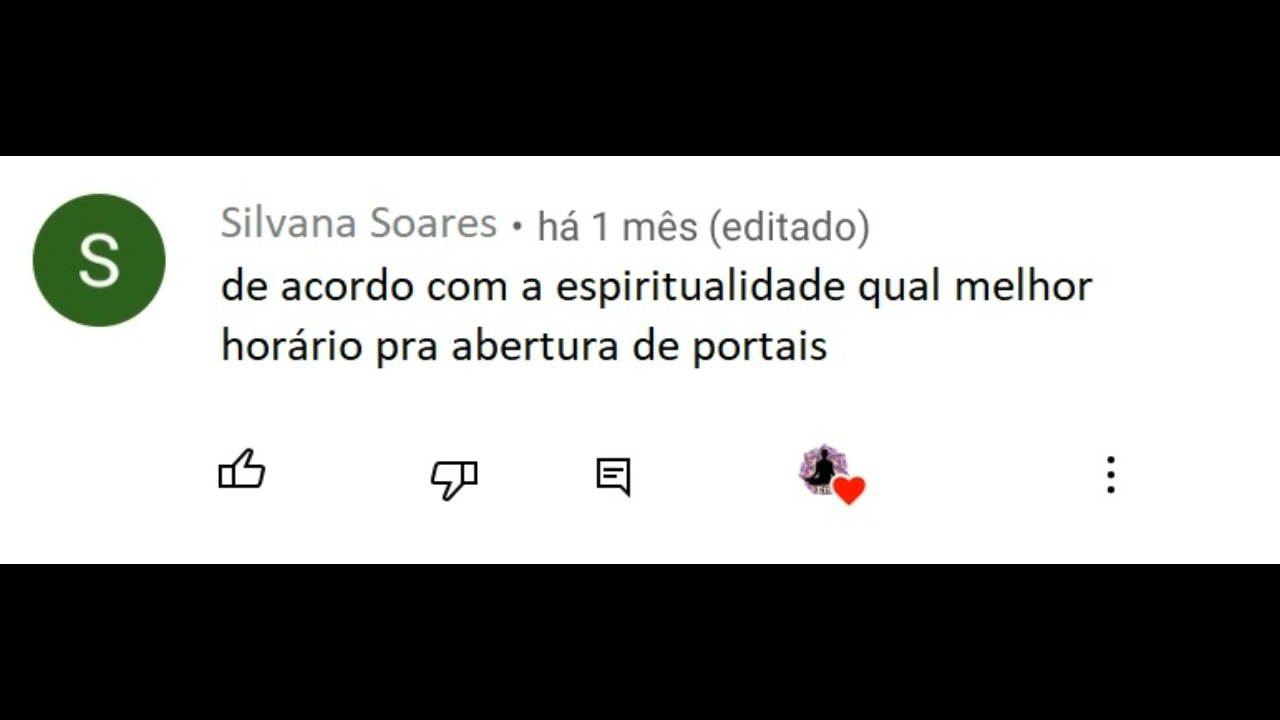 S
Silvana Soares • há 1 mês (editado)
de acordo com a espiritualidade qual melhor
horário pra abertura de portais